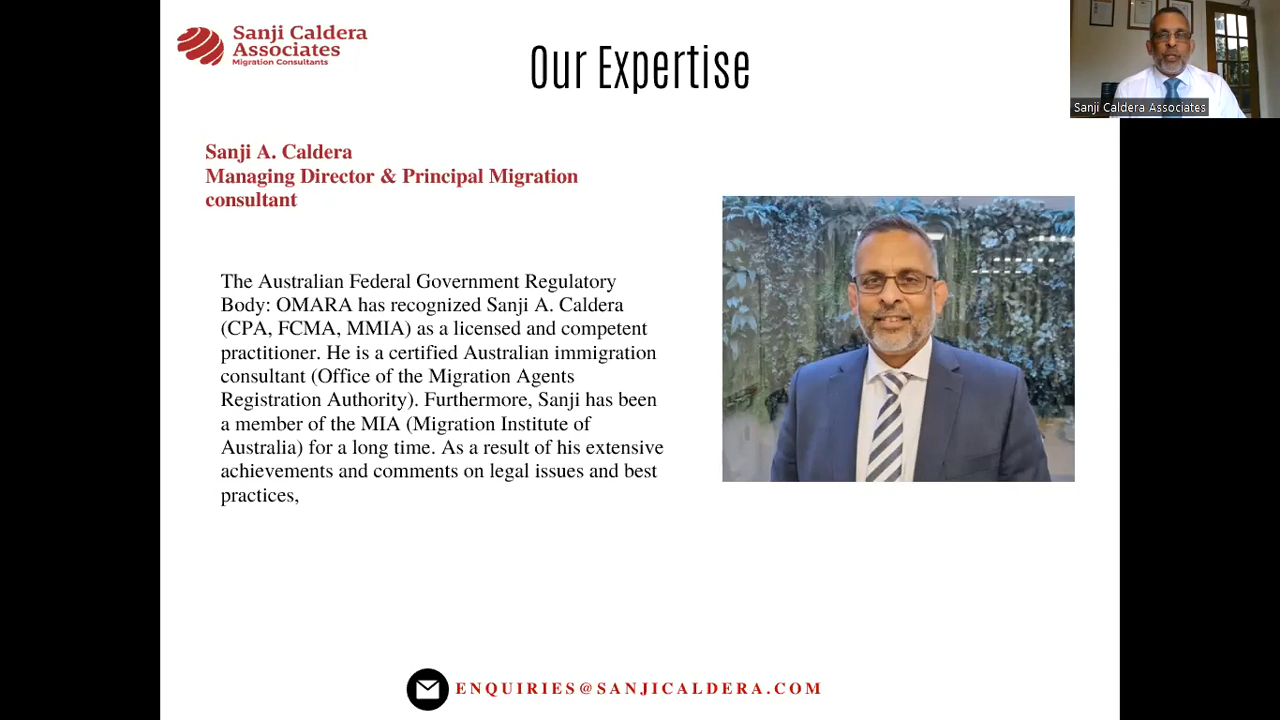 Sanji Caldera
Associates
Migration Consultants
Our Expertise
Sanji Caldera Associates
Sanji A. Caldera
Managing Director & Principal Migration
consultant
The Australian Federal Government Regulatory
Body: OMARA has recognized Sanji A. Caldera
(CPA, FCMA, MMIA) as a licensed and competent
practitioner. He is a certified Australian immigration
consultant (Office of the Migration Agents
Registration Authority). Furthermore, Sanji has been
a member of the MIA (Migration Institute of
Australia) for a long time. As a result of his extensive
achievements and comments on legal issues and best
practices,
ENQUIRIES@SANJICALDERA.COM